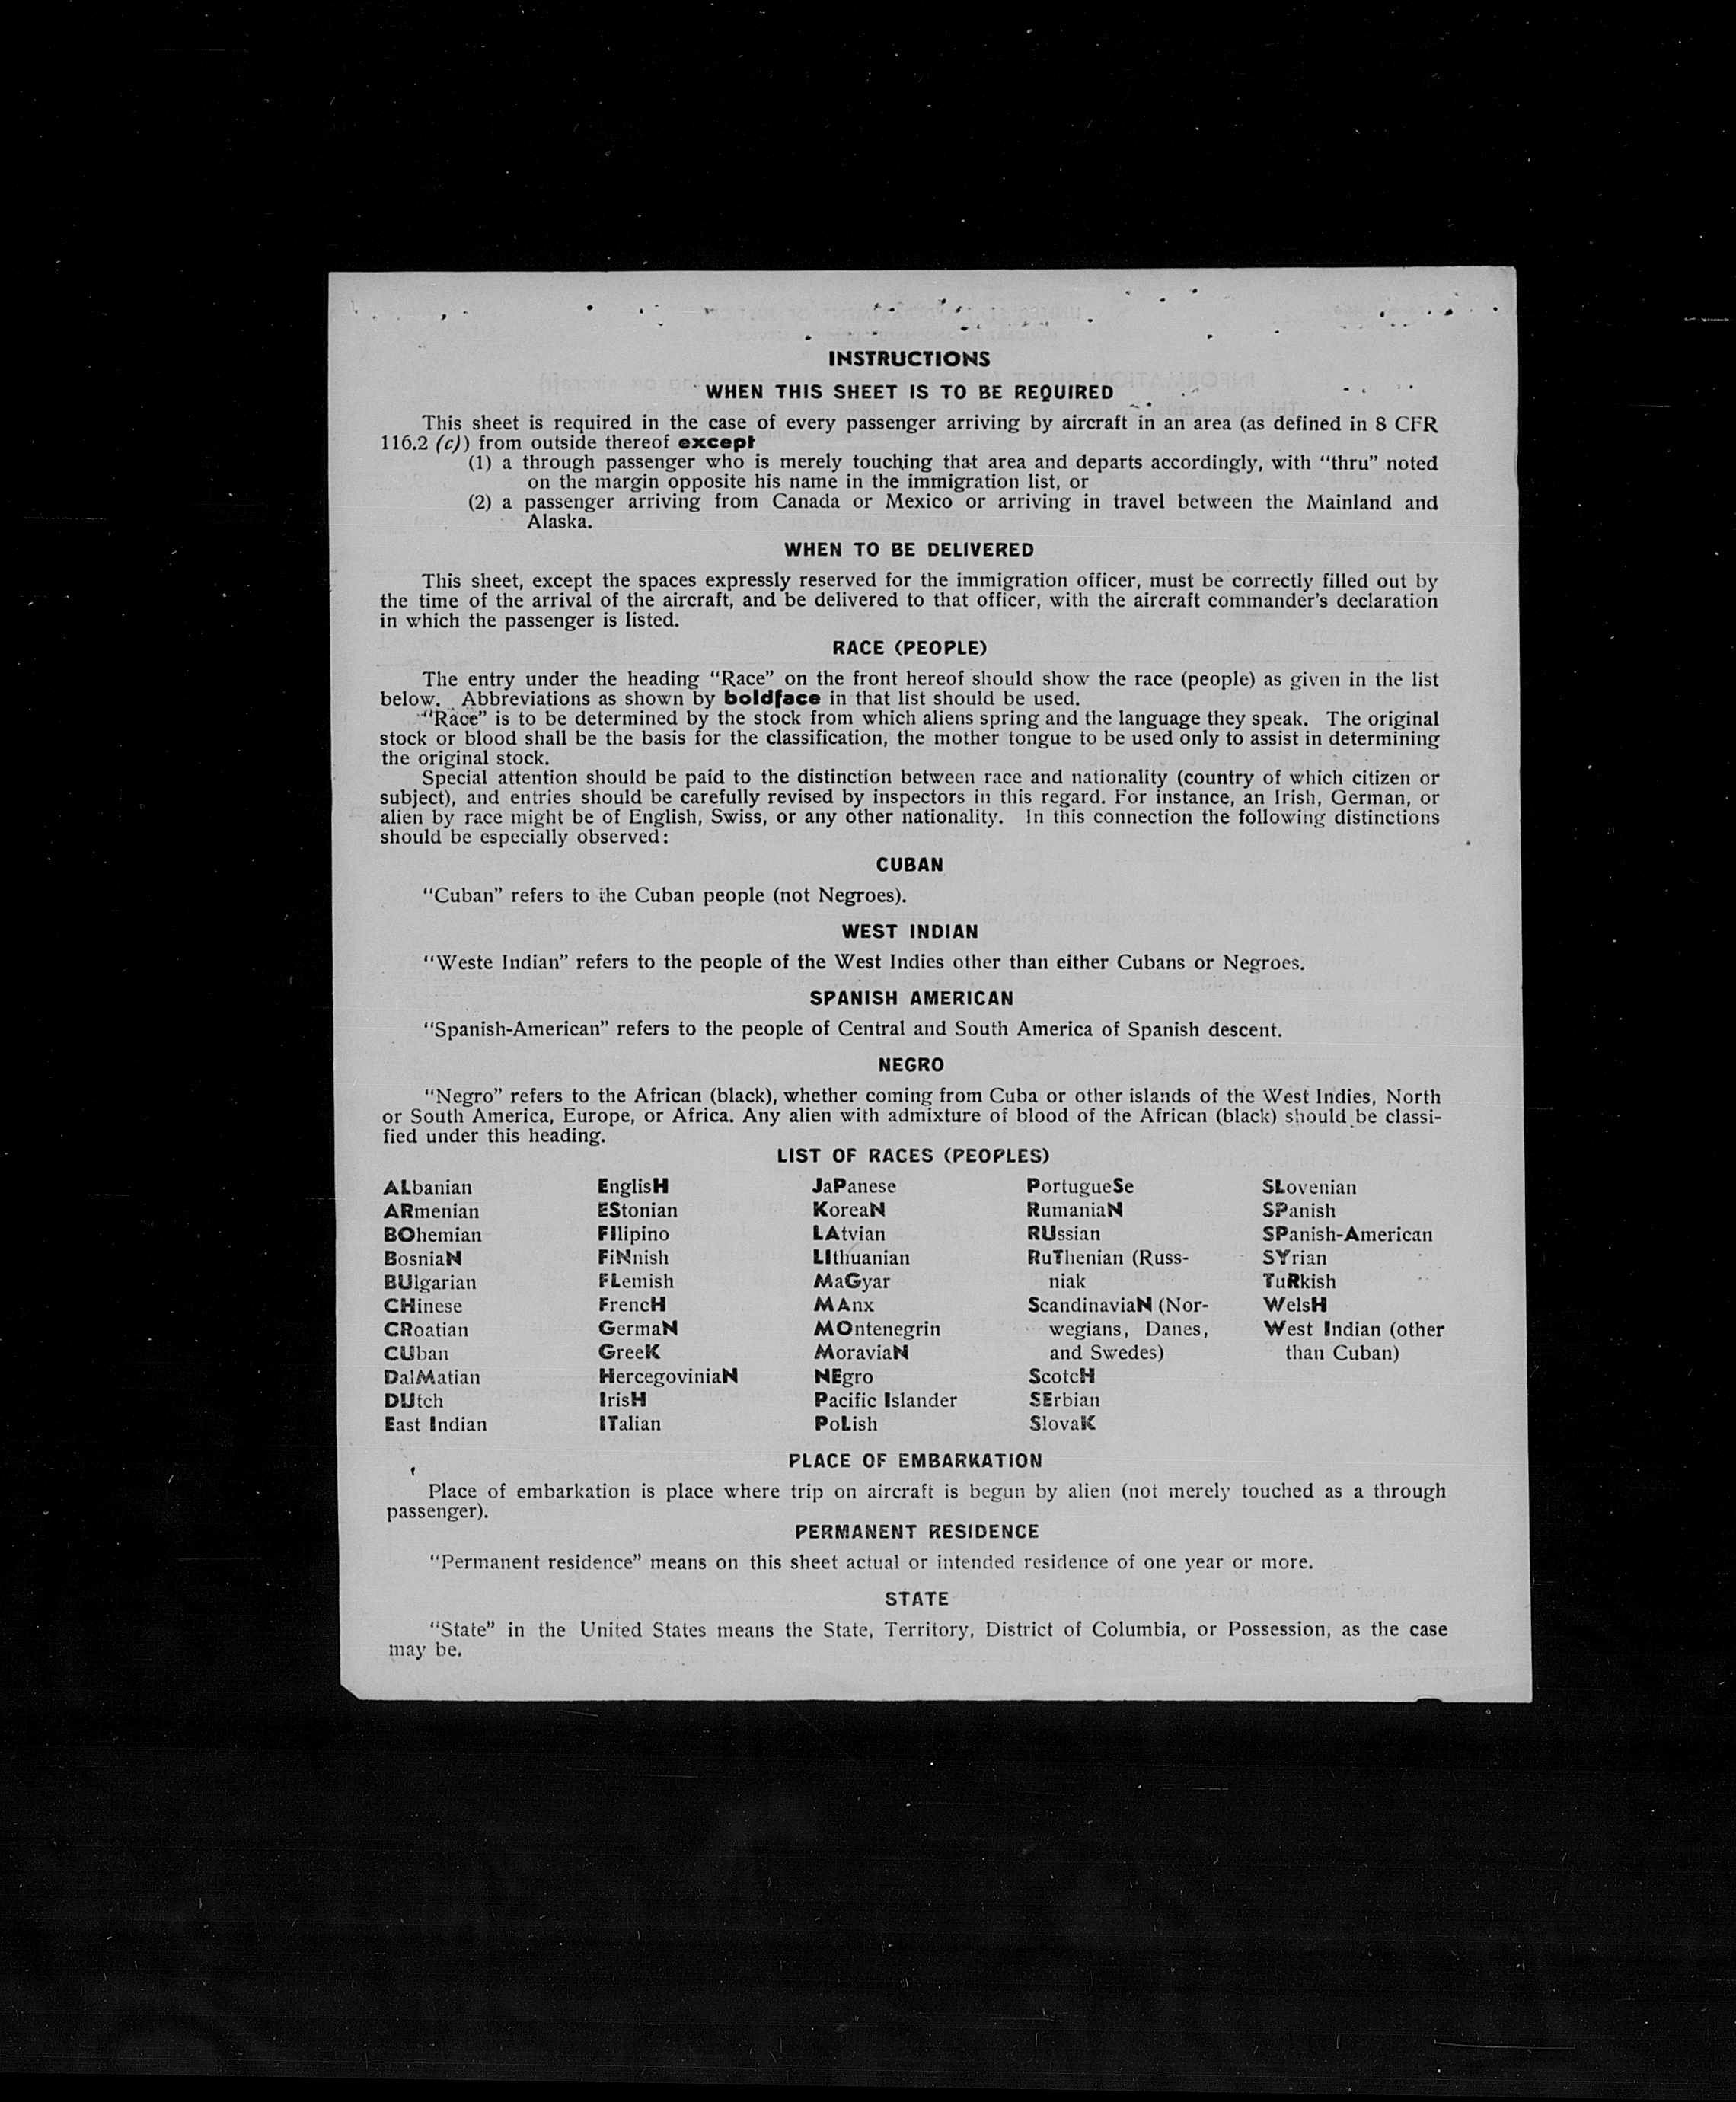 INSTRUCTIONS
WHEN THIS SHEET IS TO BE REQUIRED
This sheet is required in the case of every passenger arriving by aircraft in an area (as defined in 8 CFR
116.2 (c)) from outside thereof except
(1) a through passenger who is merely touching that area and departs accordingly, with "thru" noted
on the margin opposite his name in the immigration list, or
(2) a passenger arriving from Canada or Mexico or arriving in travel between the Mainland and
Alaska.
WHEN TO BE DELIVERED
This sheet, except the spaces expressly reserved for the immigration officer, must be correctly filled out by
the time of the arrival of the aircraft, and be delivered to that officer, with the aircraft commander's declaration
in which the passenger is listed.
RACE (PEOPLE)
The entry under the heading "Race" on the front hereof should show the race (people) as given in the list
below. Abbreviations as shown by boldface in that list should be used.
"Race" is to be determined by the stock from which aliens spring and the language they speak. The original
stock or blood shall be the basis for the classification, the mother tongue to be used only to assist in determining
the original stock.
Special attention should be paid to the distinction between race and nationality (country of which citizen or
subject), and entries should be carefully revised by inspectors in this regard. For instance, an Irish, German, or
alien by race might be of English, Swiss, or any other nationality. In this connection the following distinctions
should be especially observed:
CUBAN
"Cuban" refers to the Cuban people (not Negroes).
WEST INDIAN
"Weste Indian" refers to the people of the West Indies other than either Cubans or Negroes.
SPANISH AMERICAN
"Spanish-American" refers to the people of Central and South America of Spanish descent.
NEGRO
"Negro" refers to the African (black), whether coming from Cuba or other islands of the West Indies, North
or South America, Europe, or Africa. Any alien with admixture of blood of the African (black) should be classi-
fied under this heading.
LIST OF RACES (PEOPLES)
ALbanian
ARmenian
BOhemian
BosniaN
BUlgarian
CHinese
CRoatian
CUban
DalMatian
DUtch
East Indian
EnglisH
EStonian
FIlipino
FiNnish
FLemish
FrencH
GermaN
GreeK
HercegoviniaN
IrisH
ITalian
JaPanese
KoreaN
LAtvian
LIthuanian
MaGyar
MAnx
MOntenegrin
MoraviaN
NEgro
Pacific Islander
PoLish
PortugueSe
RumaniaN
RUssian
RuThenian (Russ-
niak
ScandinaviaN (Nor-
wegians, Danes,
and Swedes)
ScotcH
SErbian
SlovaK
SLovenian
SPanish
SPanish-American
SYrian
TuRkish
WelsH
West Indian (other
than Cuban)
PLACE OF EMBARKATION
Place of embarkation is place where trip on aircraft is begun by alien (not merely touched as a through
passenger).
PERMANENT RESIDENCE
"Permanent residence" means on this sheet actual or intended residence of one year or more.
STATE
"State" in the United States means the State, Territory, District of Columbia, or Possession, as the case
may be.